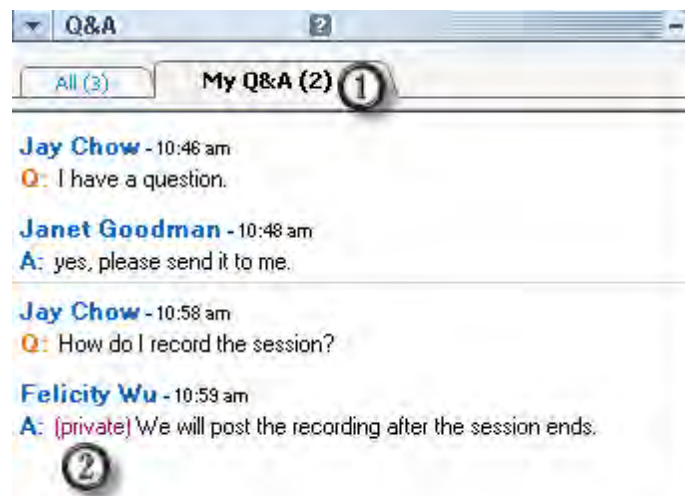 Q&A ?
All (3) My Q&A (2) 1
Jay Chow - 10:46 am
Q: I have a question.
Janet Goodman - 10:48 am
A: yes, please send it to me.
Jay Chow - 10:58 am
Q: How do I record the session?
Felicity Wu - 10:59 am
A: (private) We will post the recording after the session ends.
2